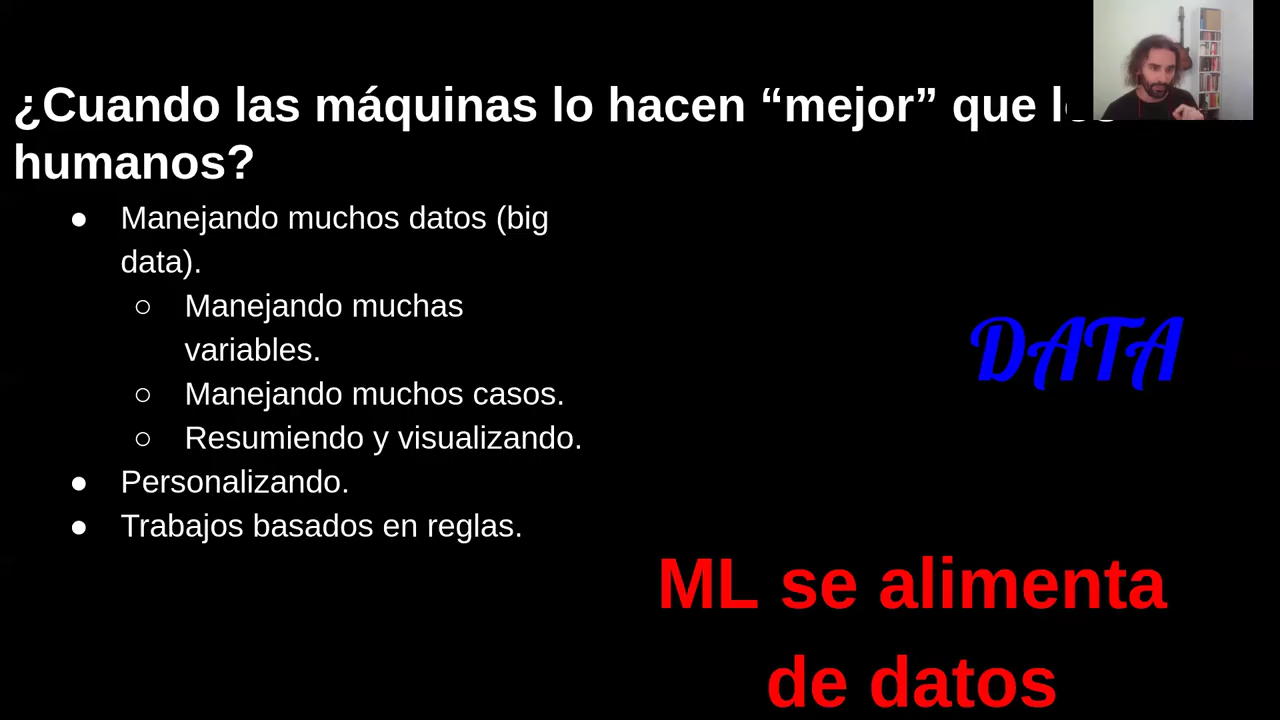 ¿Cuando las máquinas lo hacen “mejor” que
humanos?
● Manejando muchos datos (big
data).
○ Manejando muchas
variables.
○ Manejando muchos casos.
○ Resumiendo y visualizando.
● Personalizando.
● Trabajos basados en reglas.
DATA
ML se alimenta
de datos